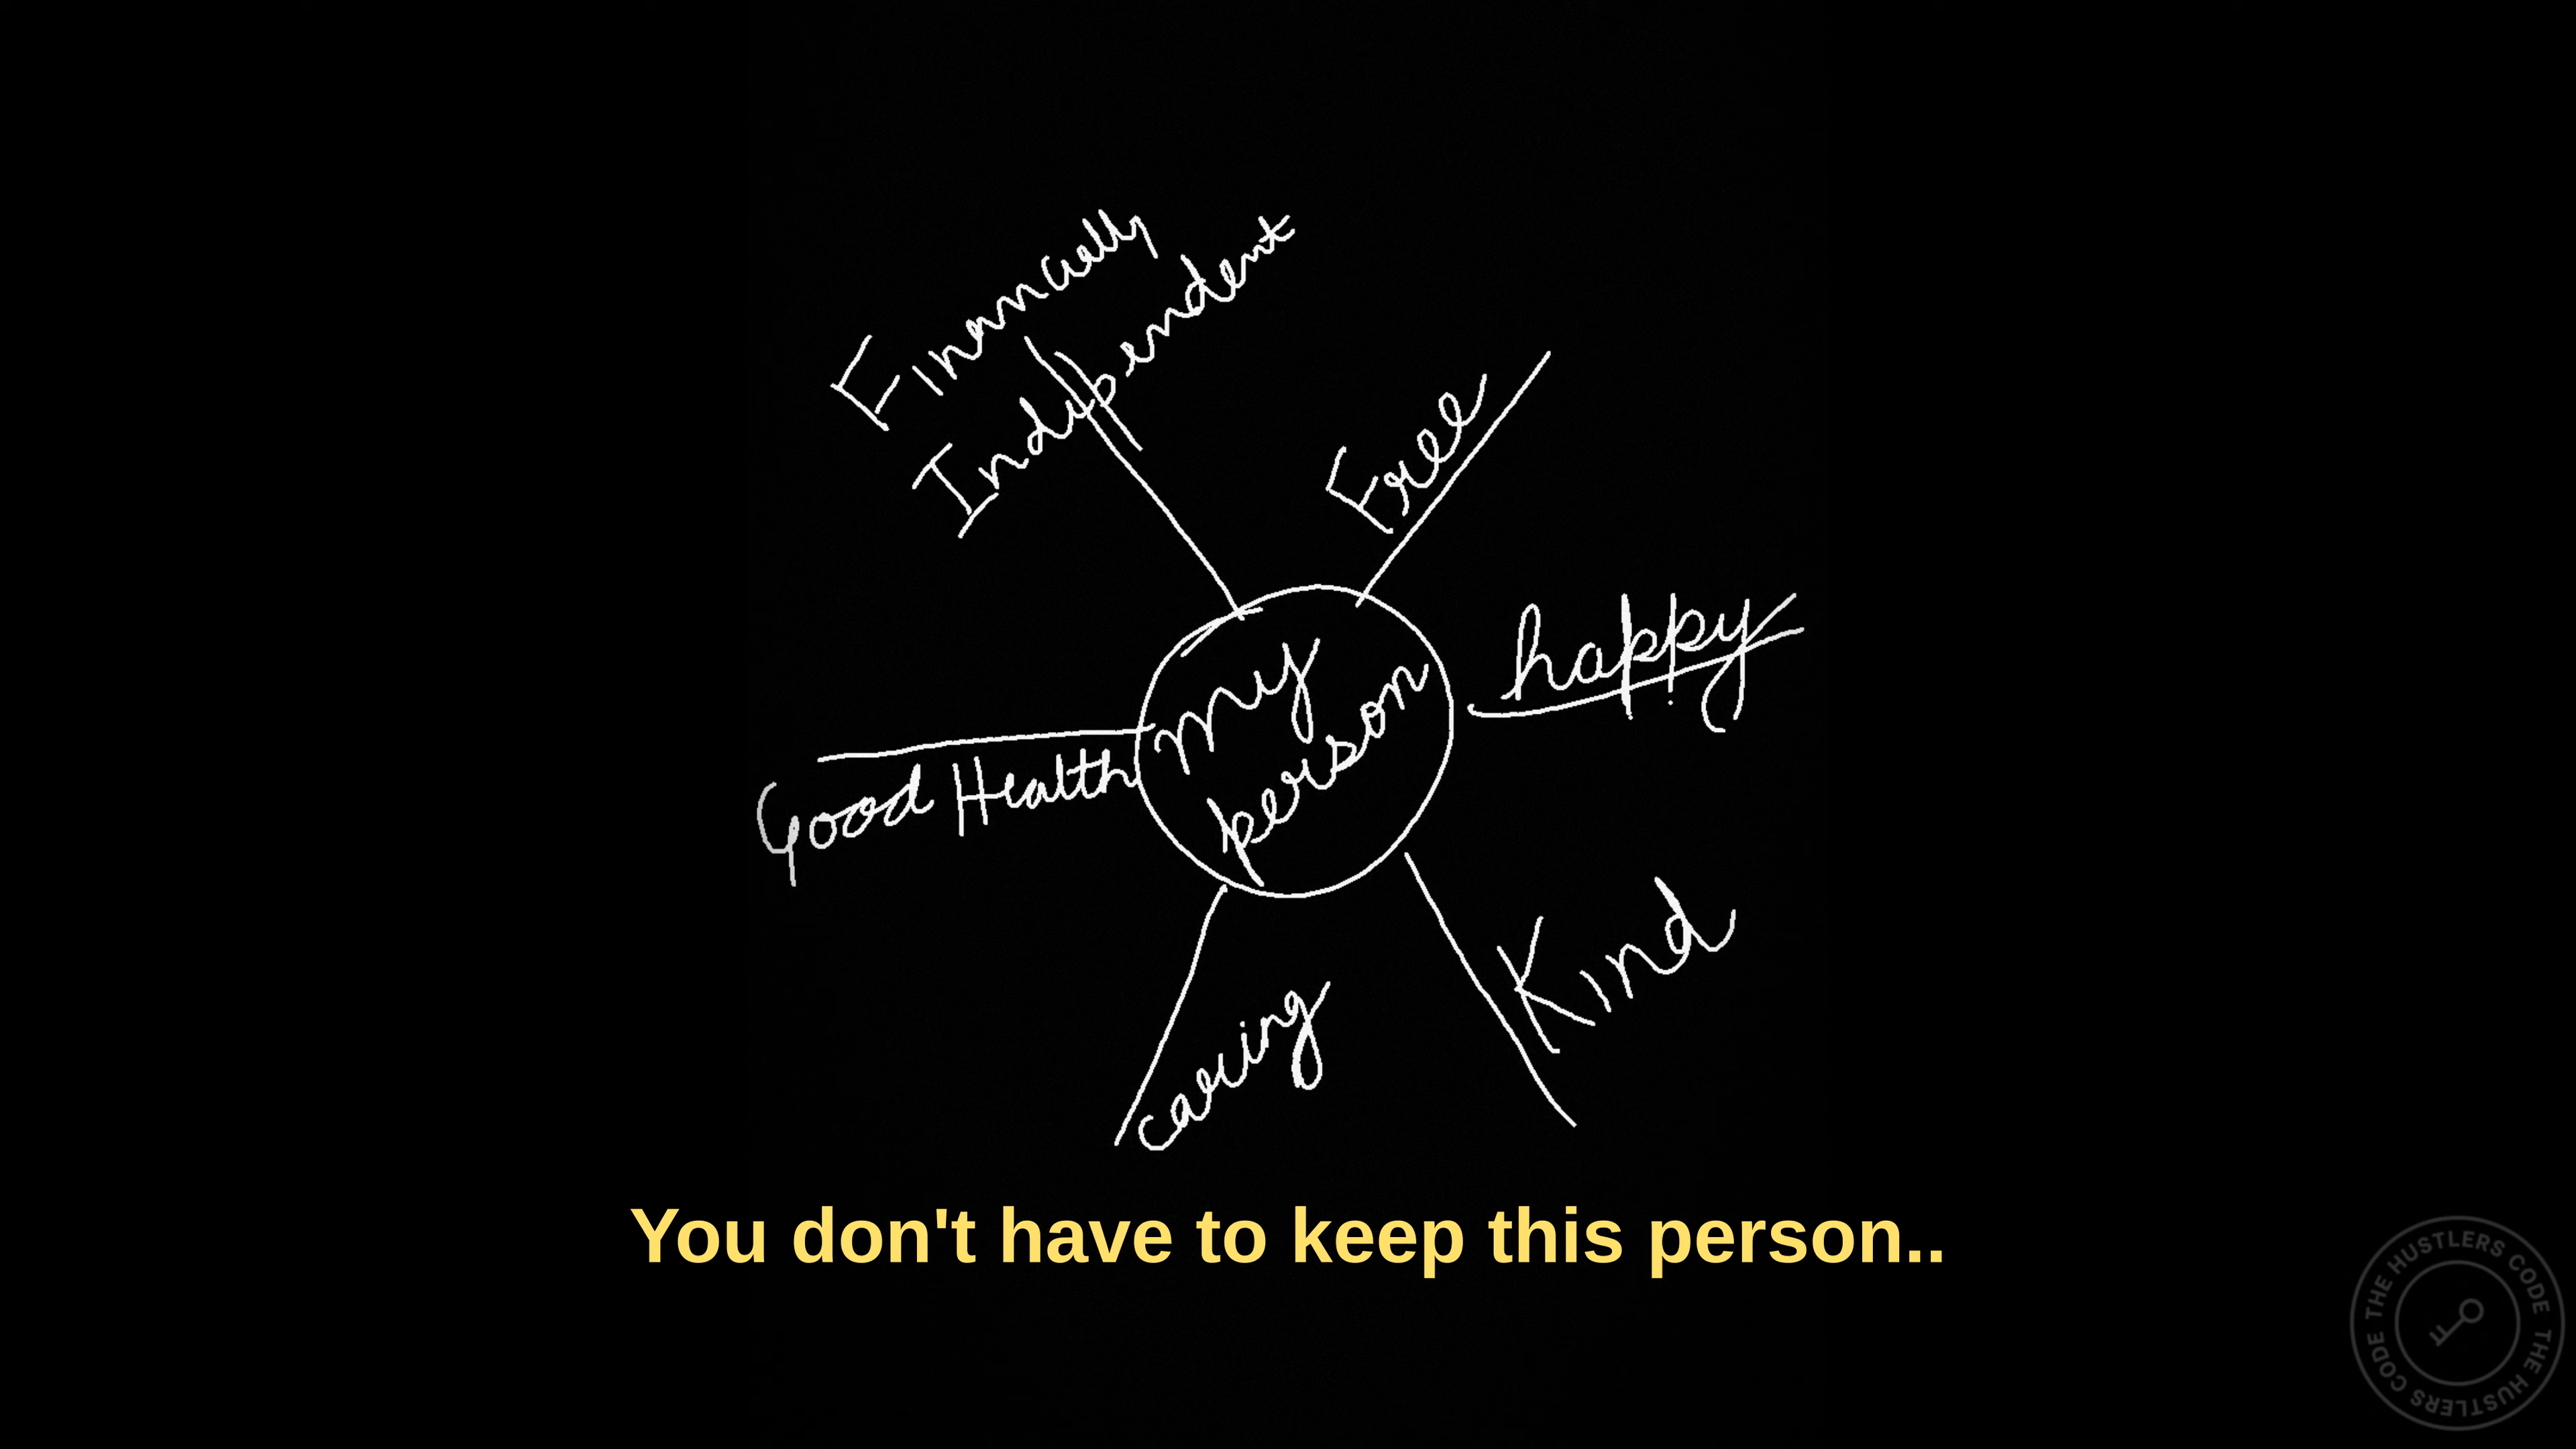 Financially
Independent
Free
happy
my
person
Good Health
Kind
caring
You don't have to keep this person..
THE HUSTLERS CODE THE HUSTLERS CODE